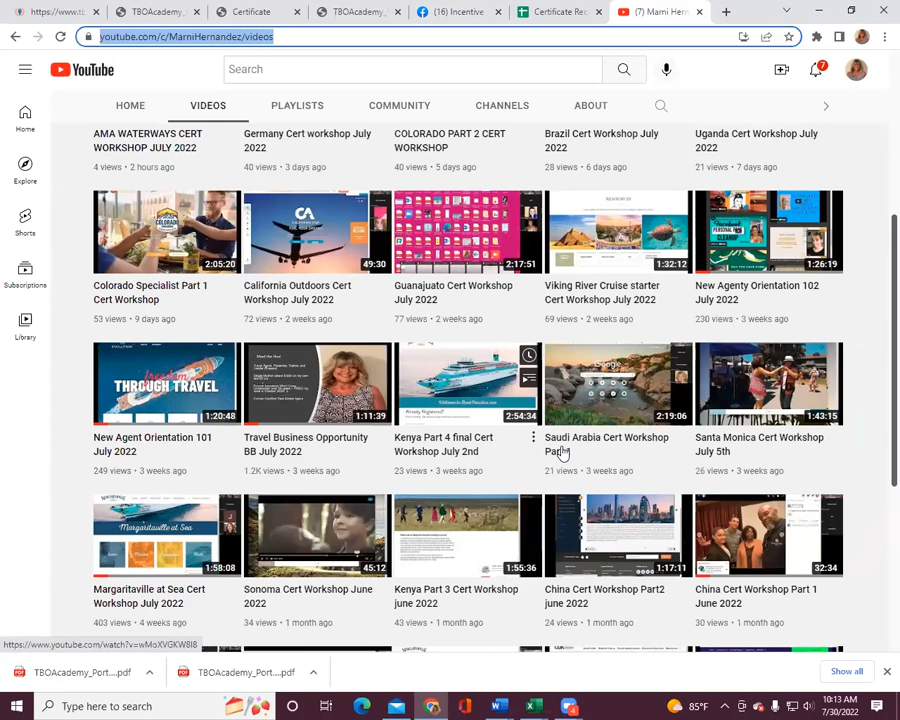 https://www.tb
TBOAcademy_
Certificate
TBOAcademy_
(16) Incentive
Certificate Rec
(7) Marni Hern
youtube.com/c/MarniHernandez/videos
YouTube
Search
7
HOME
VIDEOS
PLAYLISTS
COMMUNITY
CHANNELS
ABOUT
Home
Explore
Shorts
Subscriptions
Library
AMA WATERWAYS CERT
WORKSHOP JULY 2022
4 views • 2 hours ago
Germany Cert workshop July
2022
40 views • 3 days ago
COLORADO PART 2 CERT
WORKSHOP
40 views • 5 days ago
Brazil Cert Workshop July
2022
28 views • 6 days ago
Uganda Cert Workshop July
2022
21 views • 7 days ago
COLORADO
2:05:20
Colorado Specialist Part 1
Cert Workshop
53 views • 9 days ago
CA
49:30
California Outdoors Cert
Workshop July 2022
72 views • 2 weeks ago
2:17:51
Guanajuato Cert Workshop
July 2022
77 views • 2 weeks ago
RESOURCES
1:32:12
Viking River Cruise starter
Cert Workshop July 2022
69 views • 2 weeks ago
1:26:19
New Agenty Orientation 102
July 2022
230 views • 3 weeks ago
freedom
THROUGH TRAVEL
1:20:48
New Agent Orientation 101
July 2022
249 views • 3 weeks ago
Meet the Host
1:11:39
Travel Business Opportunity
BB July 2022
1.2K views • 3 weeks ago
Already Registered?
2:54:34
Kenya Part 4 final Cert
Workshop July 2nd
23 views • 3 weeks ago
Google
2:19:06
Saudi Arabia Cert Workshop
21 views • 3 weeks ago
1:43:15
Santa Monica Cert Workshop
July 5th
26 views • 3 weeks ago
Margaritaville at Sea
1:58:08
Margaritaville at Sea Cert
Workshop July 2022
403 views • 4 weeks ago
45:12
Sonoma Cert Workshop June
2022
34 views • 1 month ago
1:55:36
Kenya Part 3 Cert Workshop
june 2022
43 views • 1 month ago
1:17:11
China Cert Workshop Part2
june 2022
24 views • 1 month ago
32:34
China Cert Workshop Part 1
June 2022
30 views • 1 month ago
https://www.youtube.com/watch?v=wMoXVGKW8I8
TBOAcademy_Port....pdf
TBOAcademy_Port....pdf
Show all
Type here to search
85°F
10:13 AM
7/30/2022